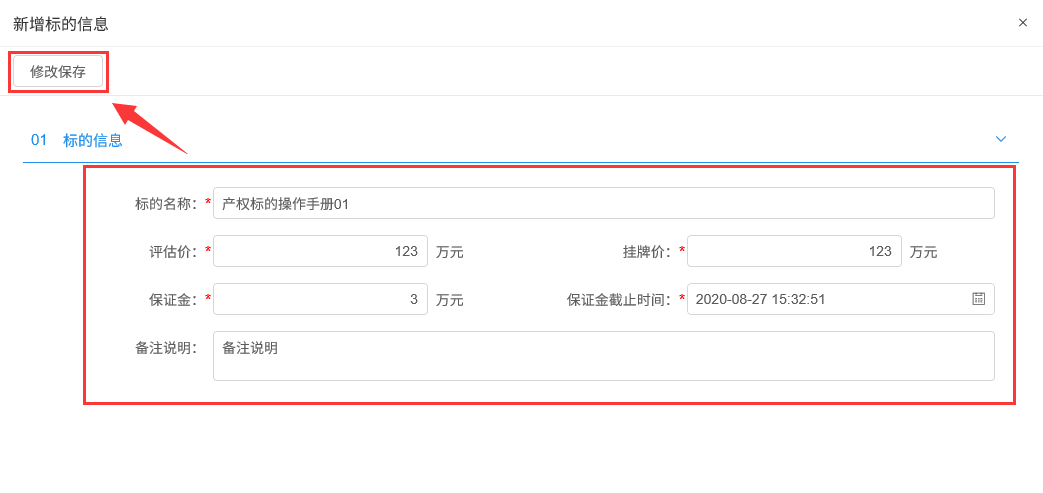 新增标的信息 ×
修改保存
01 标的信息
标的名称：* 产权标的操作手册01
评估价：* 123 万元 挂牌价：* 123 万元
保证金：* 3 万元 保证金截止时间：* 2020-08-27 15:32:51
备注说明： 备注说明